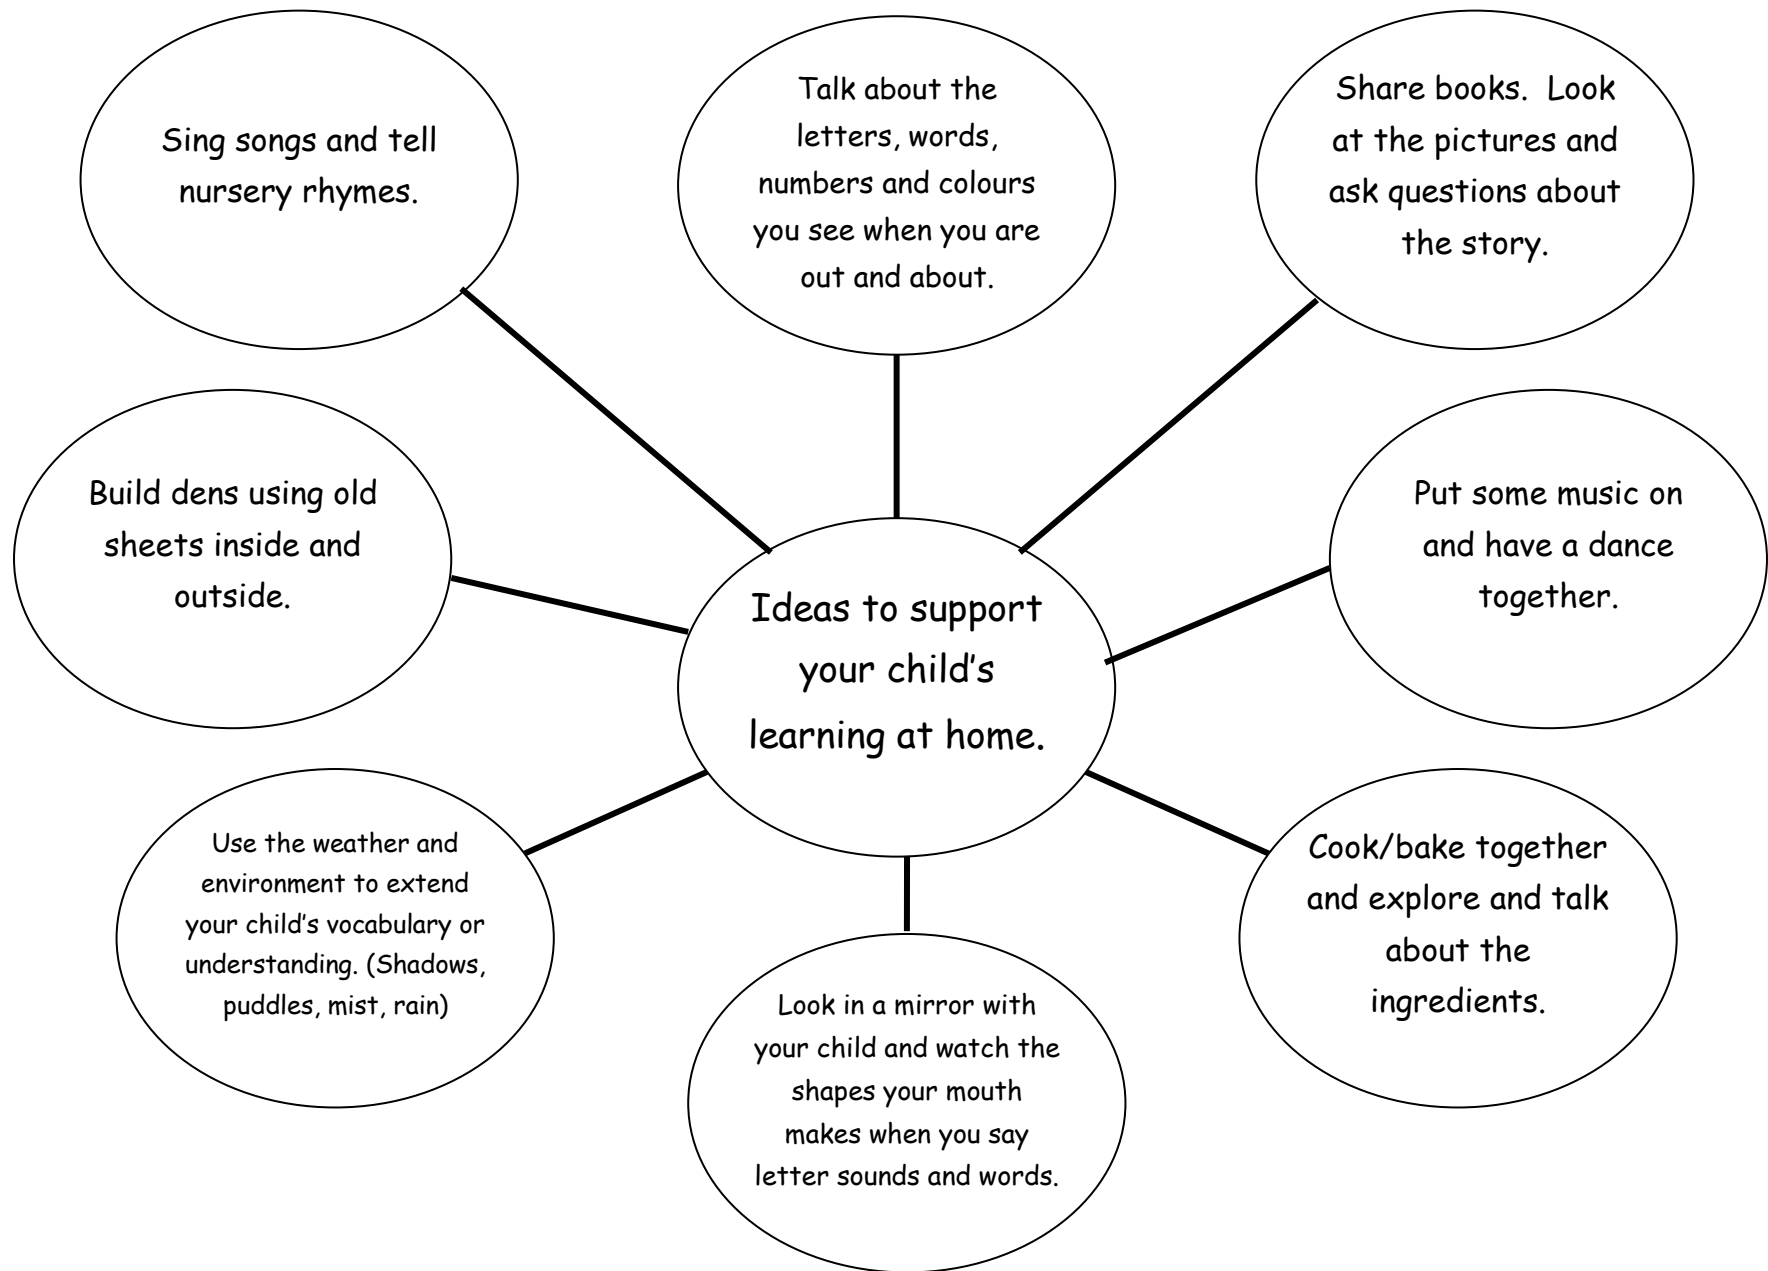 Sing songs and tell
nursery rhymes.
Talk about the
letters, words,
numbers and colours
you see when you are
out and about.
Share books.  Look
at the pictures and
ask questions about
the story.
Build dens using old
sheets inside and
outside.
Ideas to support
your child's
learning at home.
Put some music on
and have a dance
together.
Use the weather and
environment to extend
your child's vocabulary or
understanding. (Shadows,
puddles, mist, rain)
Look in a mirror with
your child and watch the
shapes your mouth
makes when you say
letter sounds and words.
Cook/bake together
and explore and talk
about the
ingredients.